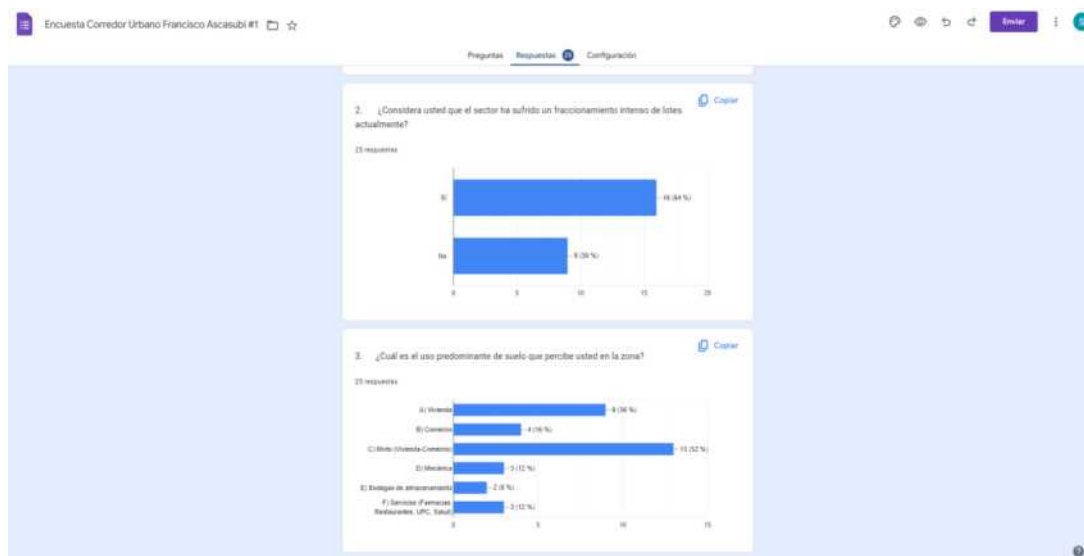 Encuesta Corredor Urbano Francisco Ascasubi #1
Enviar
Preguntas Respuestas 25 Configuración
Copiar
2. ¿Considera usted que el sector ha sufrido un fraccionamiento intenso de lotes
actualmente?
25 respuestas
Si
16 (64 %)
No
9 (36 %)
0 5 10 15 20
Copiar
3. ¿Cuál es el uso predominante de suelo que percibe usted en la zona?
25 respuestas
A) Vivienda
9 (36 %)
B) Comercio
4 (16 %)
C) Mixto (Vivienda-Comercio)
13 (52 %)
D) Mecánica
3 (12 %)
E) Bodegas de almacenamiento
2 (8 %)
F) Servicios (Farmacias,
Restaurantes, UPC, Salud)
3 (12 %)
0 5 10 15